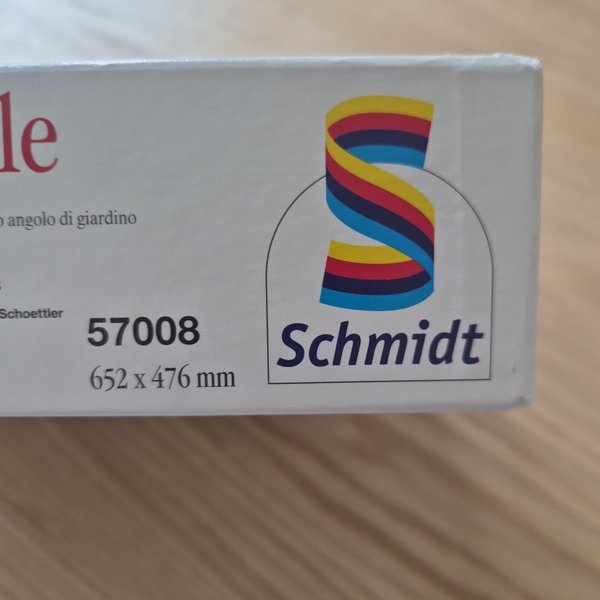 le
o angolo di giardino
Schoettler
57008
652 x 476 mm
Schmidt